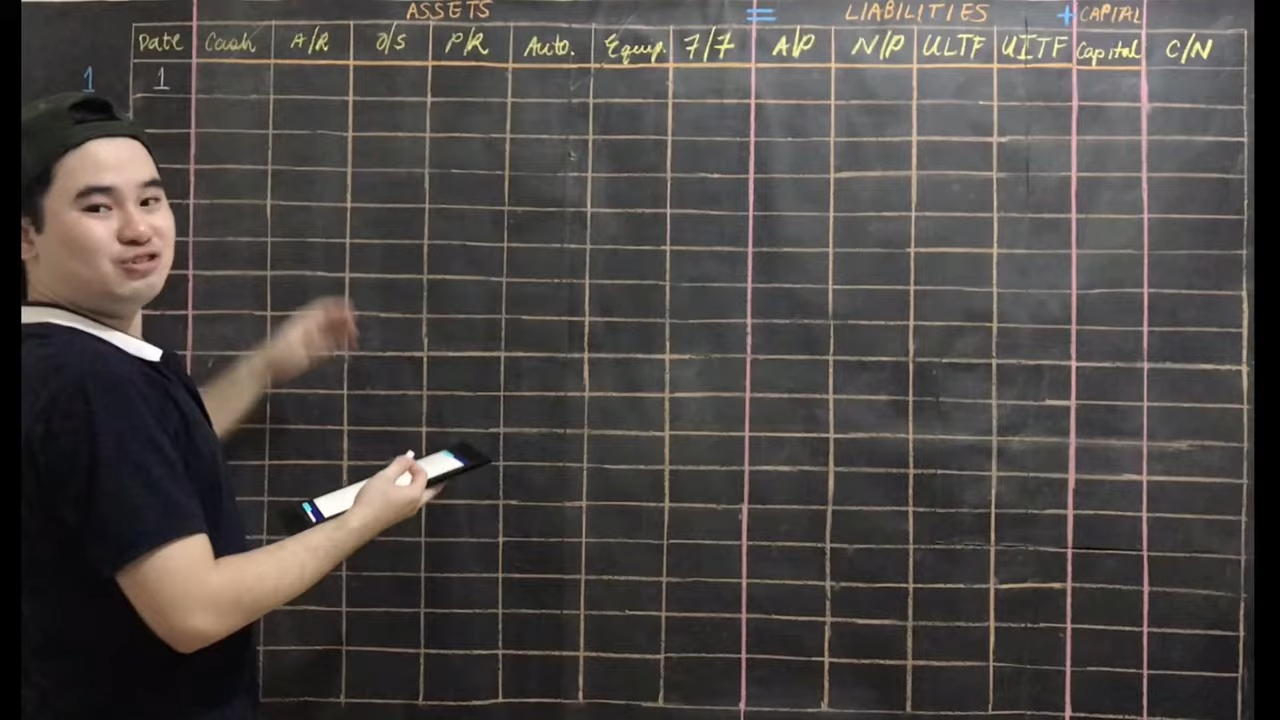 ASSETS = LIABILITIES + CAPITAL
Date Cash A/R O/S P/R Auto. Equip. F/F A/P N/P ULTF UITF Capital C/N
1 1